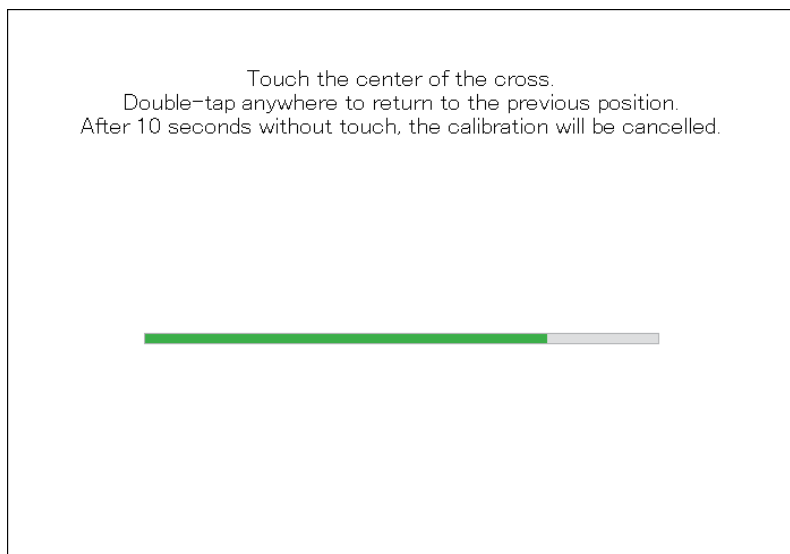 Touch the center of the cross.
Double-tap anywhere to return to the previous position.
After 10 seconds without touch, the calibration will be cancelled.